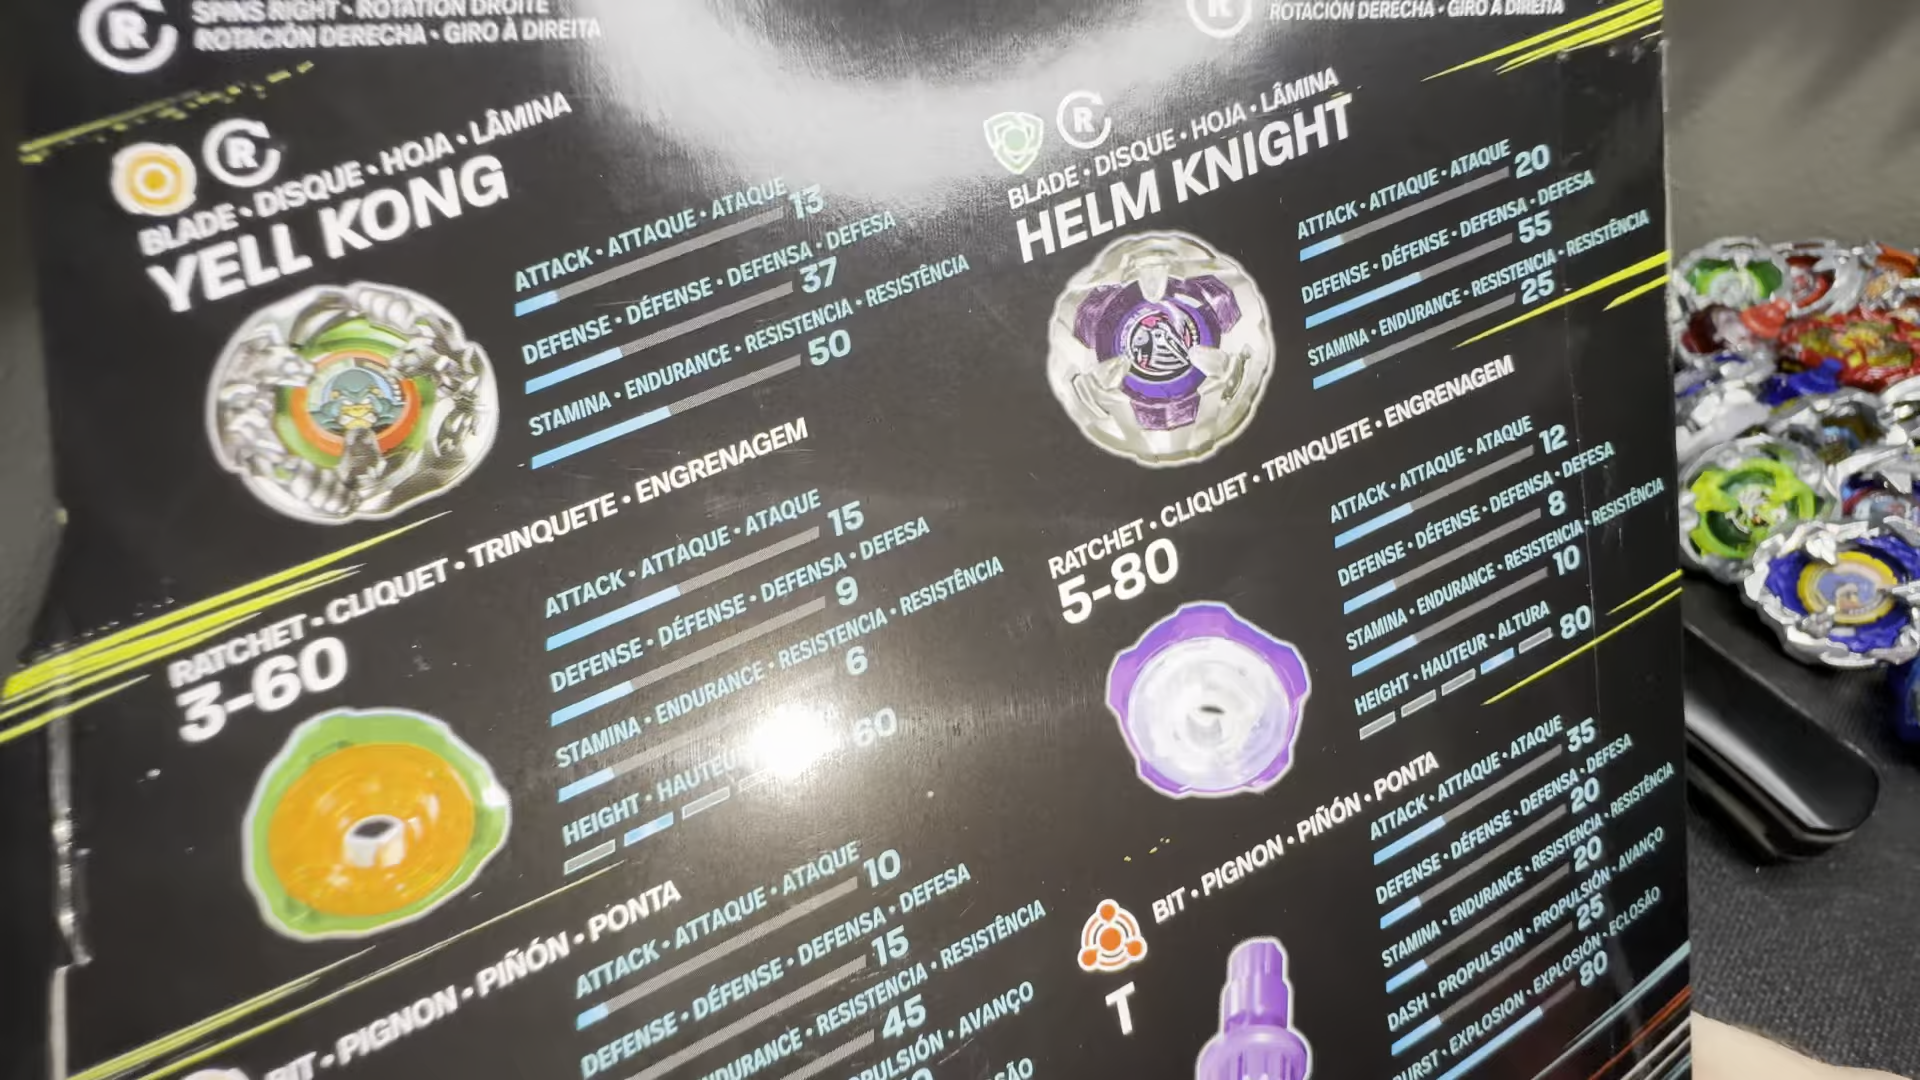 R
SPINS RIGHT • ROTATION DROITE
ROTACIÓN DERECHA • GIRO À DIREITA
R
BLADE • DISQUE • HOJA • LÂMINA
YELL KONG
ATTACK • ATTAQUE • ATAQUE
13
DEFENSE • DÉFENSE • DEFENSA • DEFESA
37
STAMINA • ENDURANCE • RESISTENCIA • RESISTÊNCIA
50
RATCHET • CLIQUET • TRINQUETE • ENGRENAGEM
3-60
ATTACK • ATTAQUE • ATAQUE
15
DEFENSE • DÉFENSE • DEFENSA • DEFESA
9
STAMINA • ENDURANCE • RESISTENCIA • RESISTÊNCIA
6
HEIGHT • HAUTEU
60
BIT • PIGNON • PIÑÓN • PONTA
ATTACK • ATTAQUE • ATAQUE
10
DEFENSE • DÉFENSE • DEFENSA • DEFESA
15
NDURANCE • RESISTENCIA • RESISTÊNCIA
45
PULSIÓN • AVANÇO
R
ROTACIÓN DERECHA • GIRO À DIREITA
R
BLADE • DISQUE • HOJA • LÂMINA
HELM KNIGHT
ATTACK • ATTAQUE • ATAQUE
20
DEFENSE • DÉFENSE • DEFENSA • DEFESA
55
STAMINA • ENDURANCE • RESISTENCIA • RESISTÊNCIA
25
RATCHET • CLIQUET • TRINQUETE • ENGRENAGEM
5-80
ATTACK • ATTAQUE • ATAQUE
12
DEFENSE • DÉFENSE • DEFENSA • DEFESA
8
STAMINA • ENDURANCE • RESISTENCIA • RESISTÊNCIA
10
HEIGHT • HAUTEUR • ALTURA
80
BIT • PIGNON • PIÑÓN • PONTA
T
ATTACK • ATTAQUE • ATAQUE
35
DEFENSE • DÉFENSE • DEFENSA • DEFESA
20
STAMINA • ENDURANCE • RESISTENCIA • RESISTÊNCIA
20
DASH • PROPULSION • PROPULSIÓN • AVANÇO
25
BURST • EXPLOSION • EXPLOSIÓN • ECLOSÃO
80